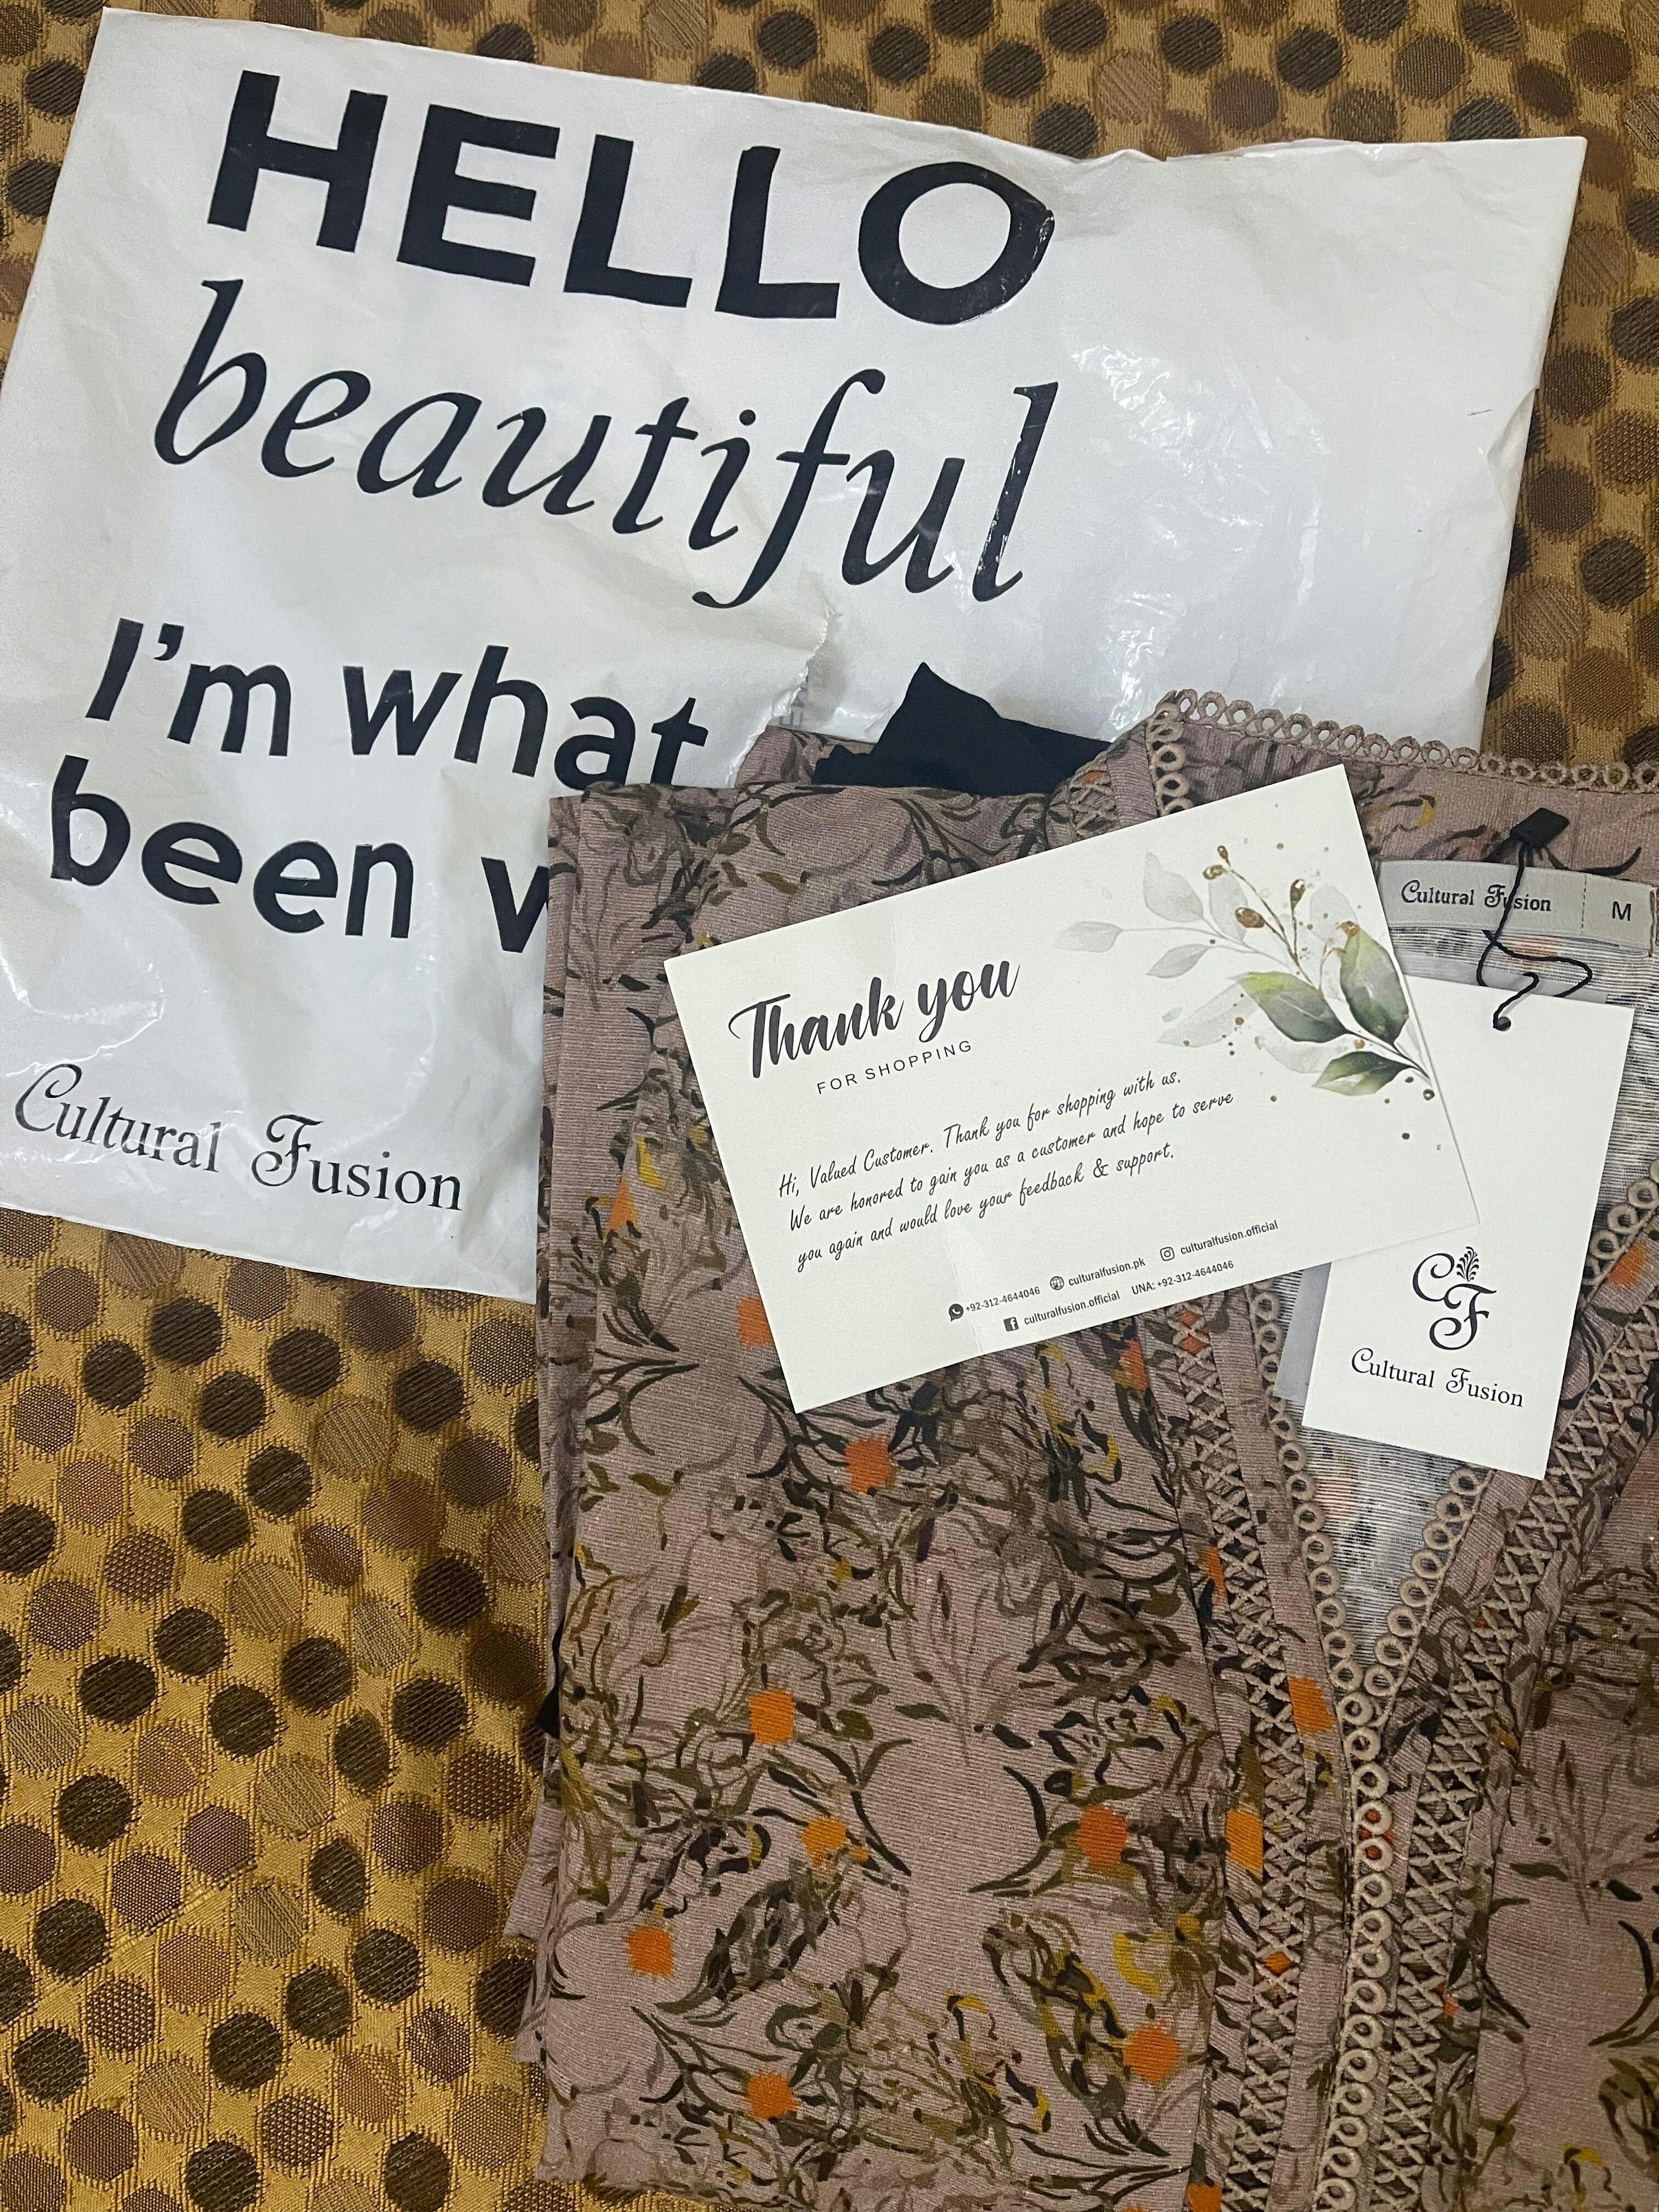 HELLO
beautiful
I'm what
been
Cultural Fusion
Cultural Fusion
M
Thank you
FOR SHOPPING
Hi, Valued Customer. Thank you for shopping with us.
We are honored to gain you as a customer and hope to serve
you again and would love your feedback & support.
+92-312-4644046 culturalfusion.pk culturalfusion.official
culturalfusion.official UNA: +92-312-4644046
CF
Cultural Fusion